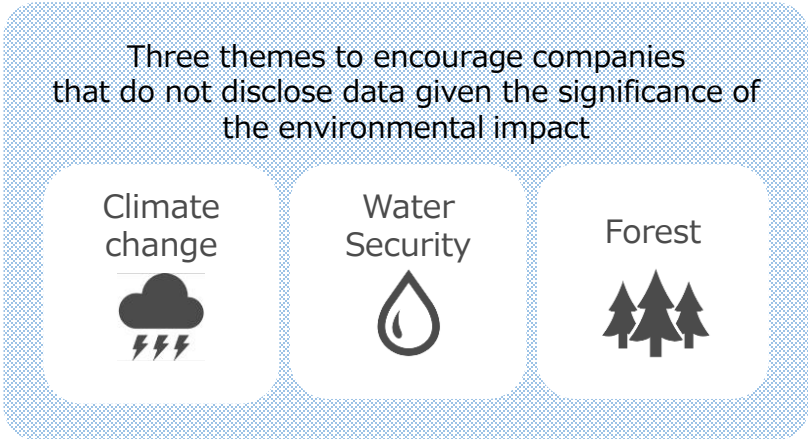 Three themes to encourage companies
that do not disclose data given the significance of
the environmental impact
Climate
change
Water
Security
Forest